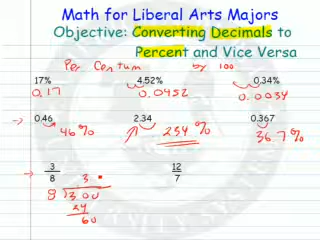 Math for Liberal Arts Majors
Objective: Converting Decimals to
Percent and Vice Versa
Per Centum by 100
17% 4.52% 0.34%
0.17 0.0452 0.0034
0.46 2.34 0.367
46% 234% 36.7%
3 12
8 7
3.
8 3.00
24
60